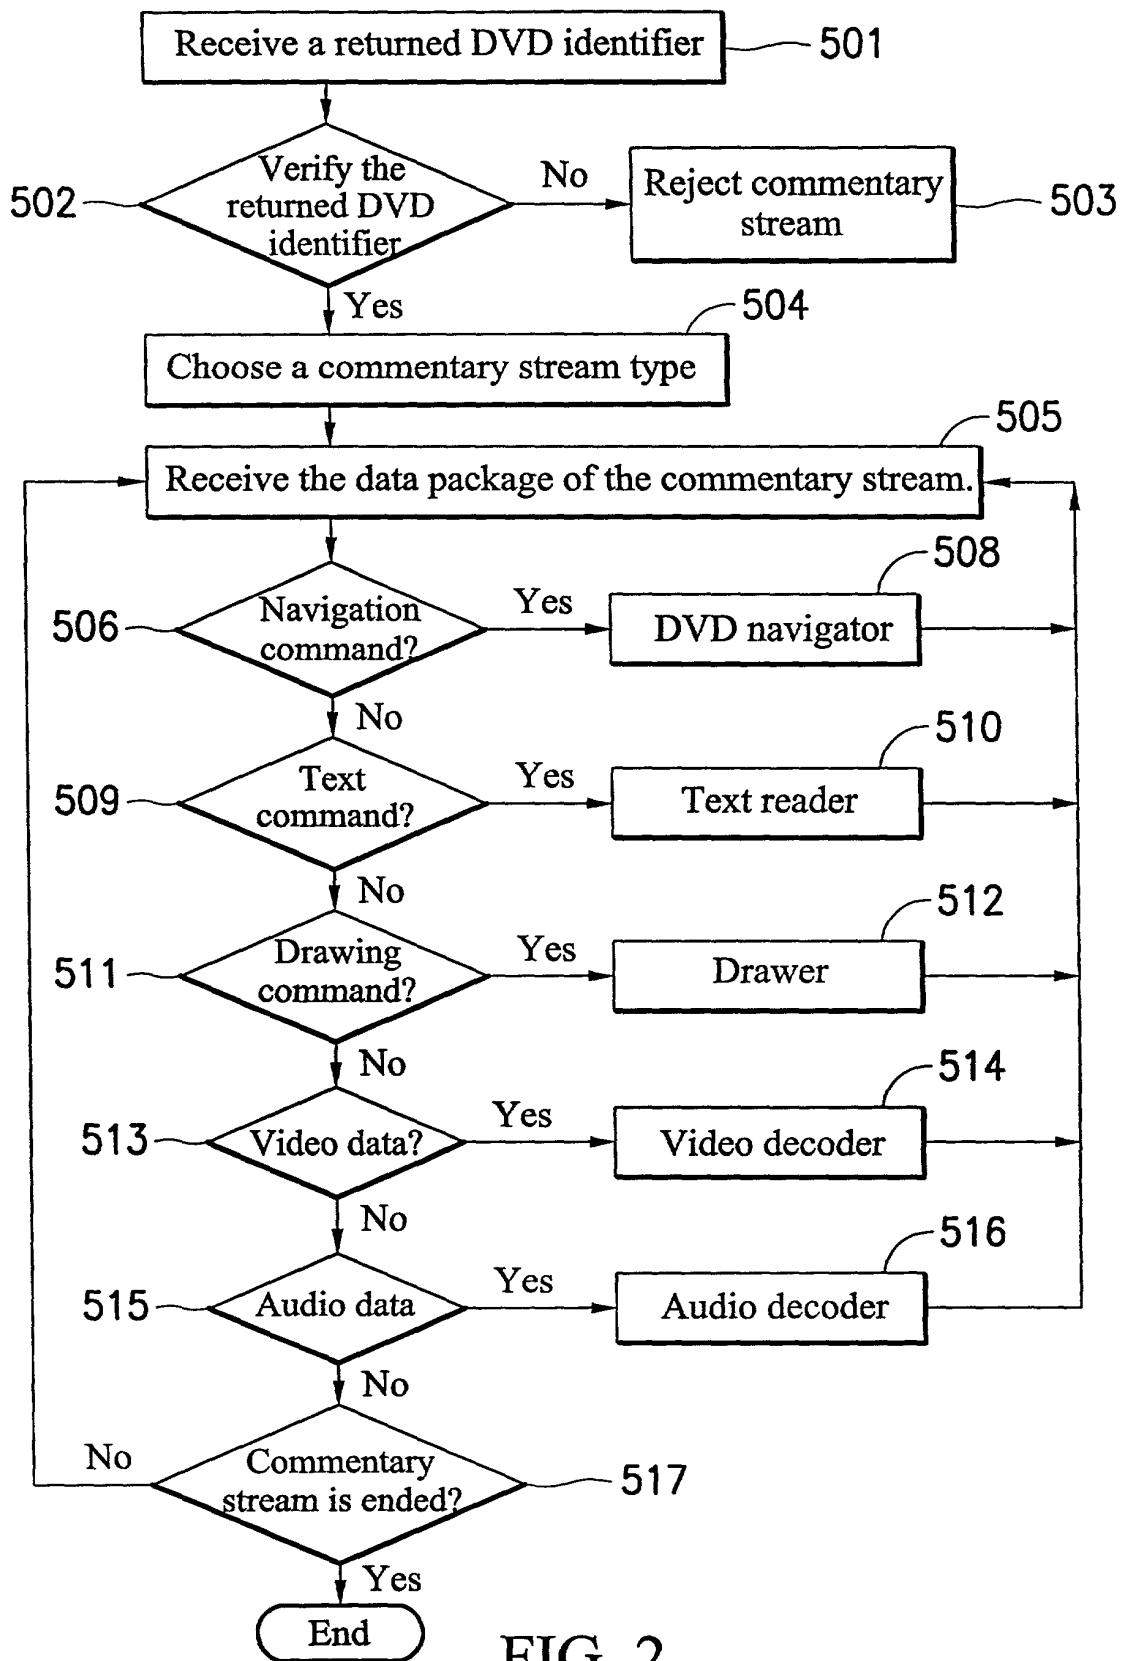 Receive a returned DVD identifier
501
Verify the
returned DVD
identifier
502
No
Reject commentary
stream
503
Yes
504
Choose a commentary stream type
505
Receive the data package of the commentary stream.
506
Navigation
command?
Yes
508
DVD navigator
No
509
Text
command?
Yes
510
Text reader
No
511
Drawing
command?
Yes
512
Drawer
No
513
Video data?
Yes
514
Video decoder
No
515
Audio data
Yes
516
Audio decoder
No
No
Commentary
stream is ended?
517
Yes
End
FIG. 2